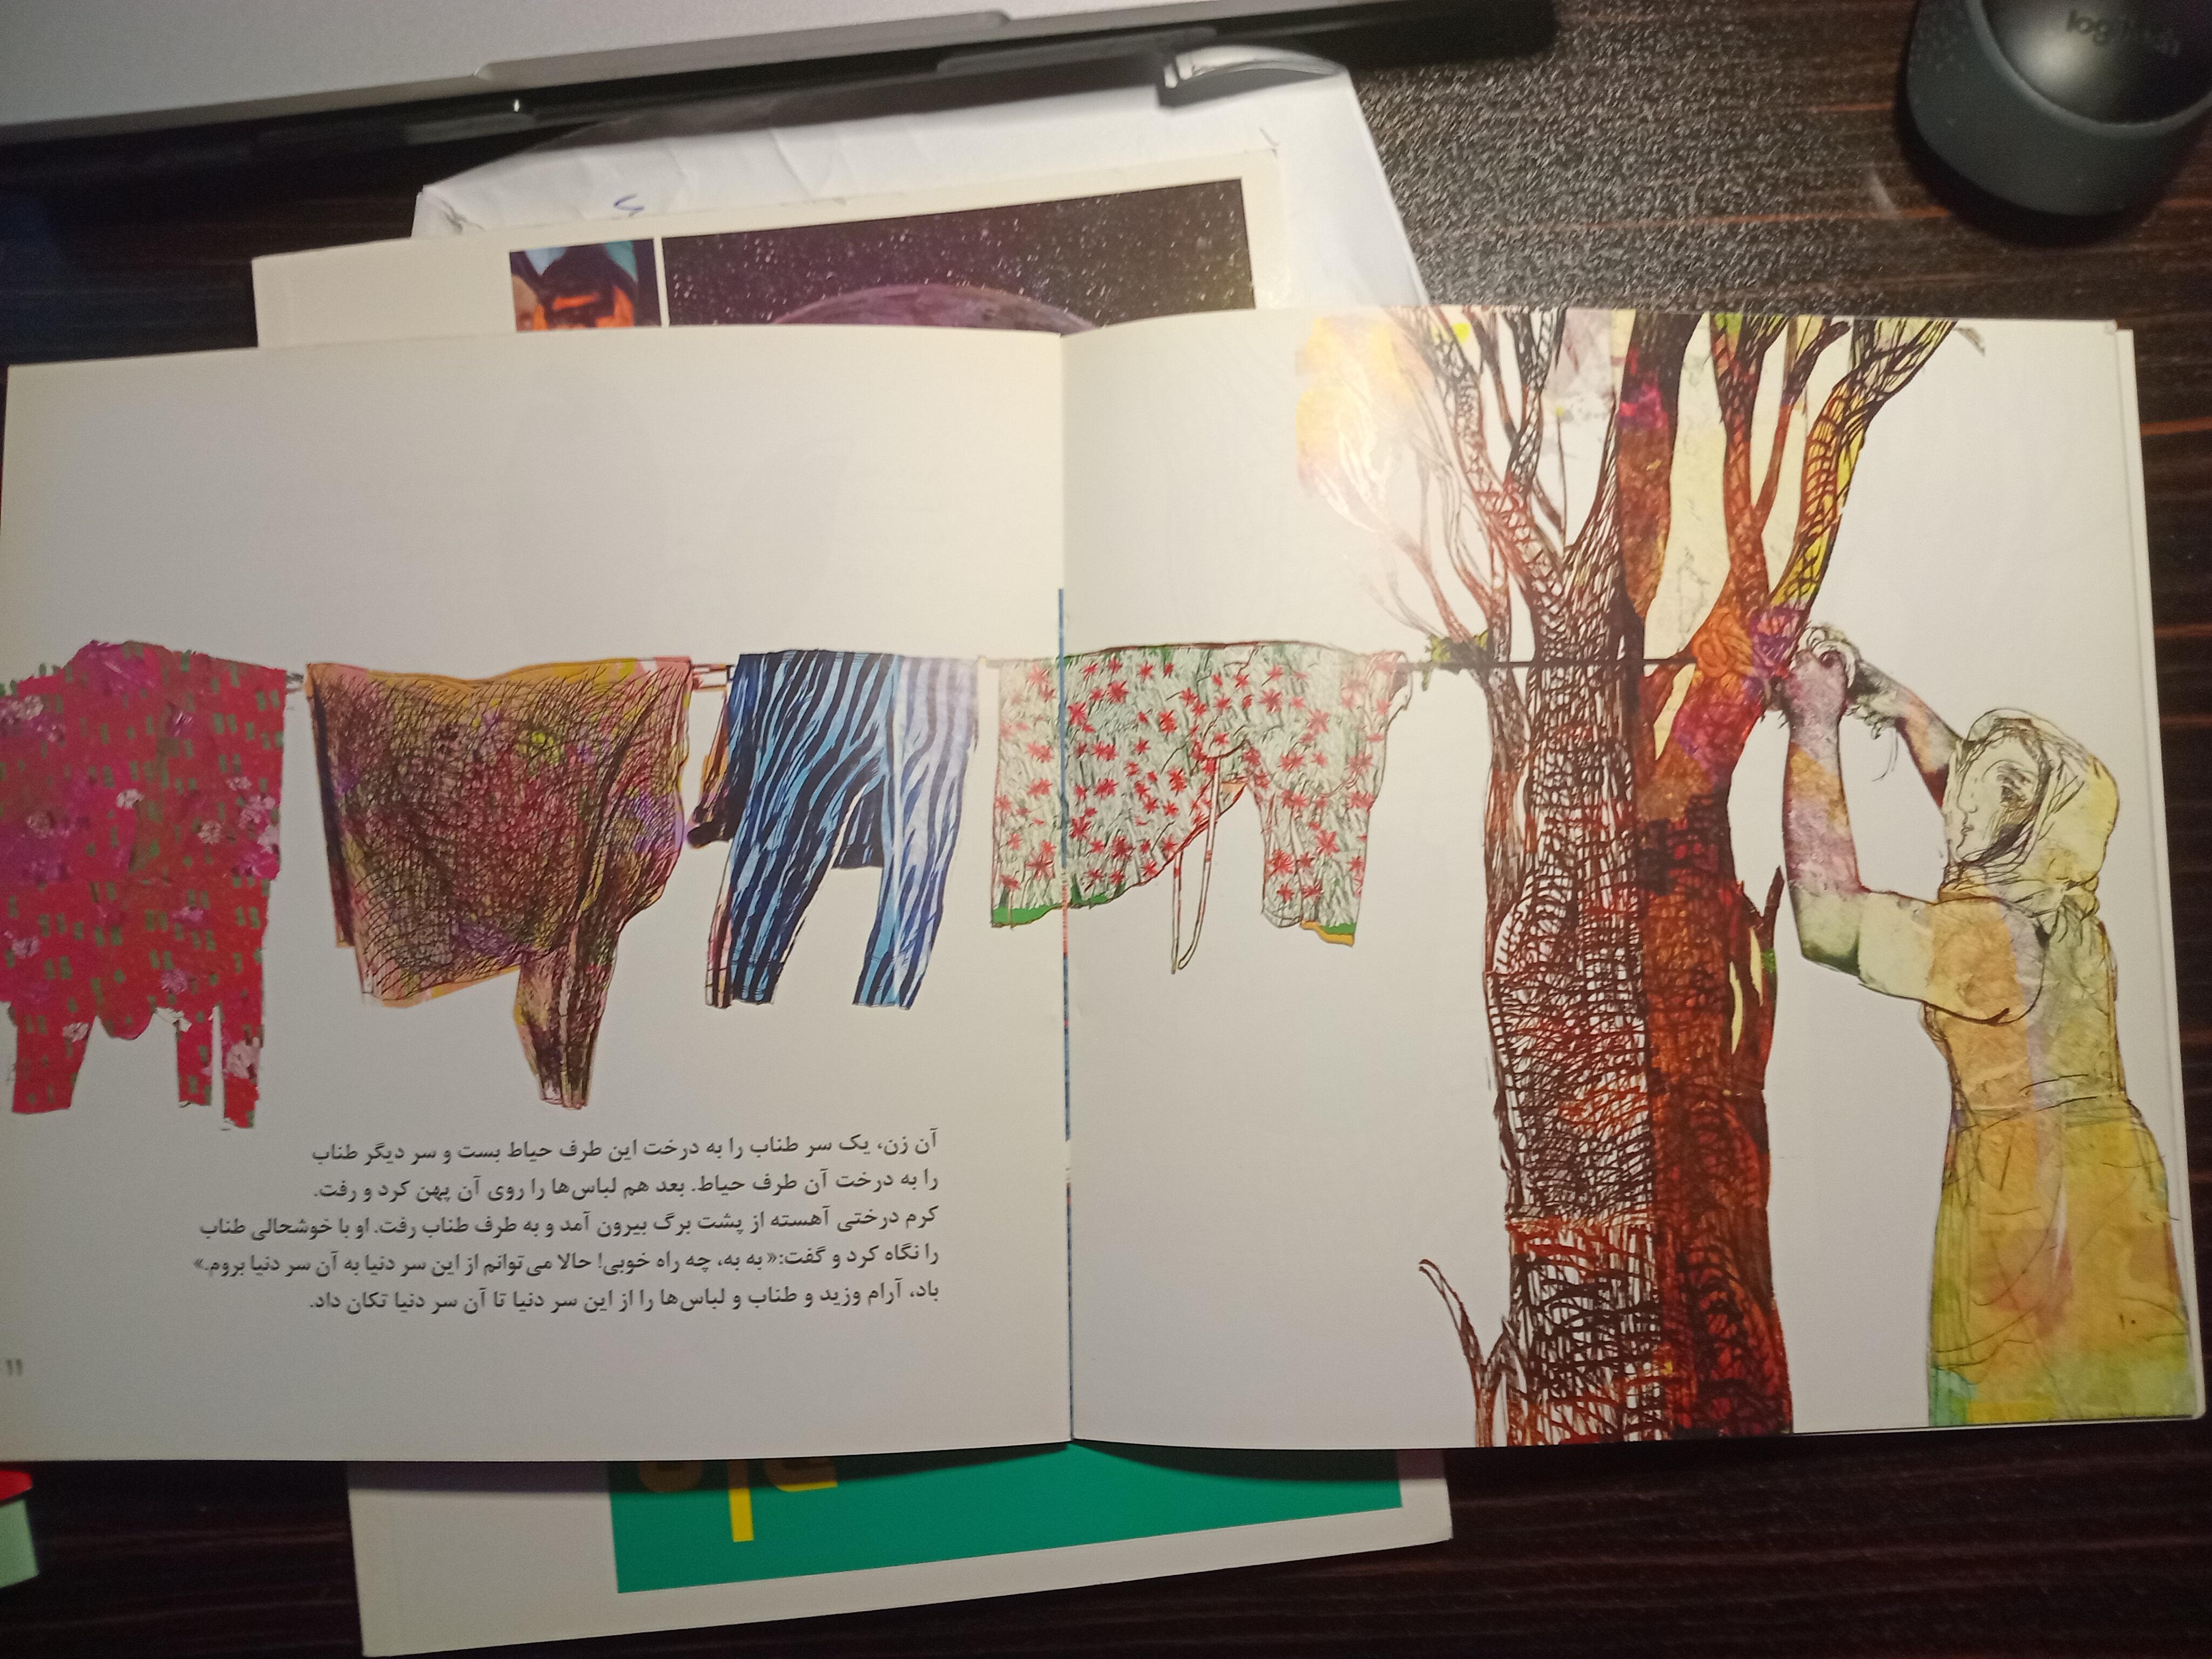 آن زن، یک سر طناب را به درخت این طرف حیاط بست و سر دیگر طناب
را به درخت آن طرف حیاط. بعد هم لباس‌ها را روی آن پهن کرد و رفت.
کرم درختی آهسته از پشت برگ بیرون آمد و به طرف طناب رفت. او با خوشحالی طناب
را نگاه کرد و گفت:« به به، چه راه خوبی! حالا می‌توانم از این سر دنیا به آن سر دنیا بروم.»
باد، آرام وزید و طناب و لباس‌ها را از این سر دنیا تا آن سر دنیا تکان داد.
۱۰
۱۱
logitech